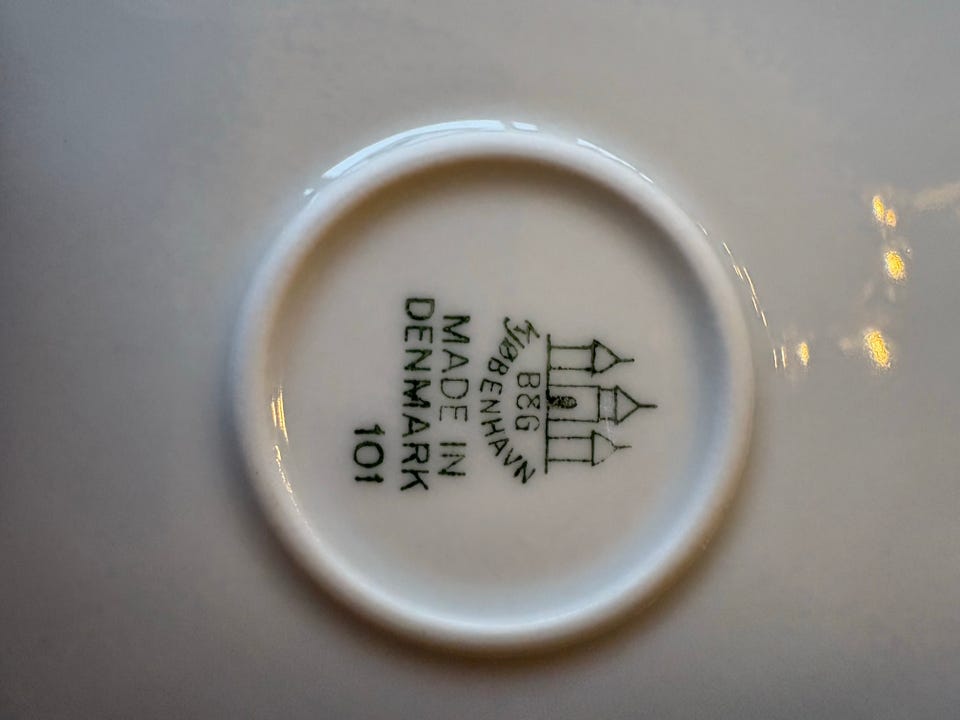 B&G
KJØBENHAVN
MADE IN
DENMARK
101